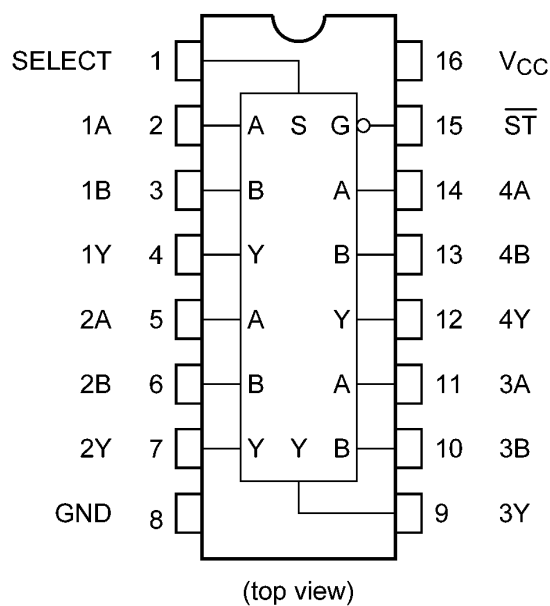 SELECT 1 16 VCC
1A 2 A S G 15 ST
1B 3 B A 14 4A
1Y 4 Y B 13 4B
2A 5 A Y 12 4Y
2B 6 B A 11 3A
2Y 7 Y Y B 10 3B
GND 8 9 3Y
(top view)